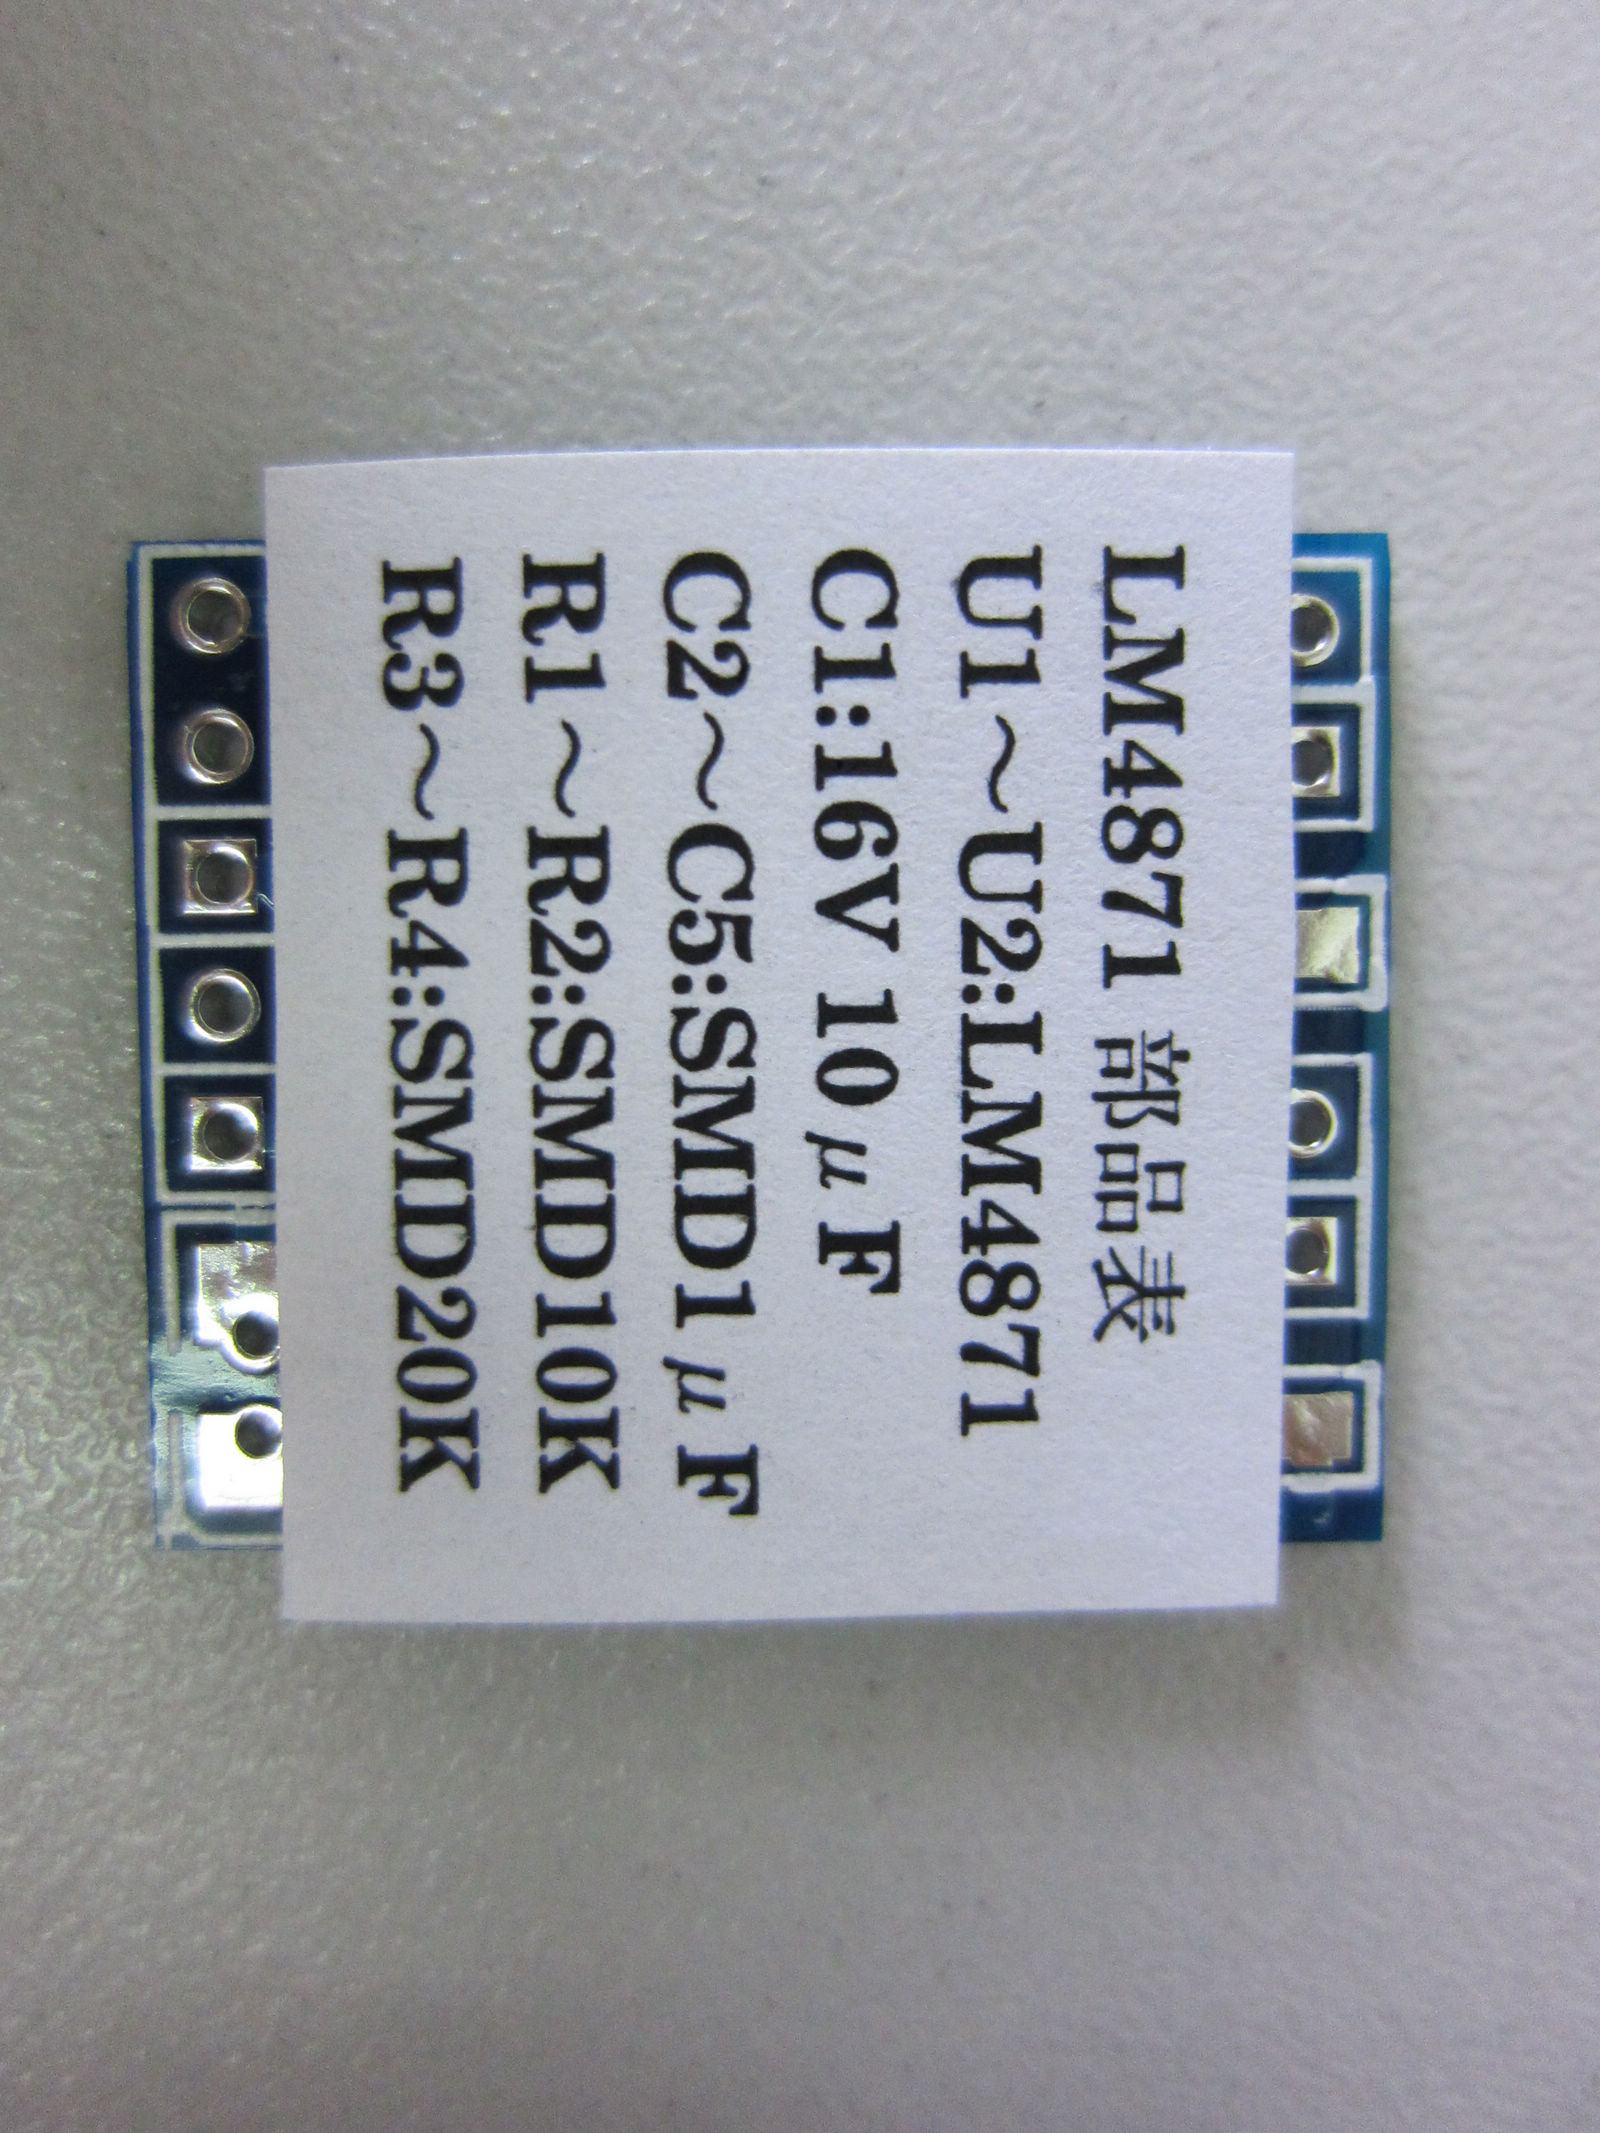 LM4871 部品表
U1～U2:LM4871
C1:16V 10μF
C2～C5:SMD1μF
R1～R2:SMD10K
R3～R4:SMD20K